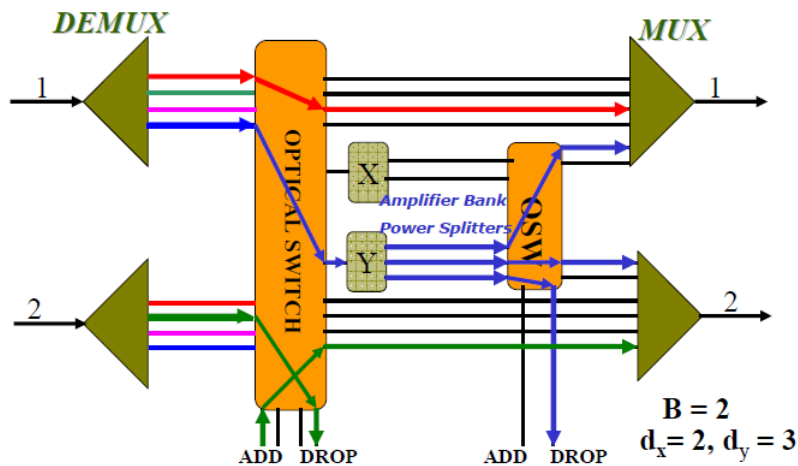 DEMUX
MUX
1
1
OPTICAL SWITCH
X
Amplifier Bank
Power Splitters
OSW
Y
2
2
B = 2
dx= 2, dy = 3
ADD DROP
ADD DROP